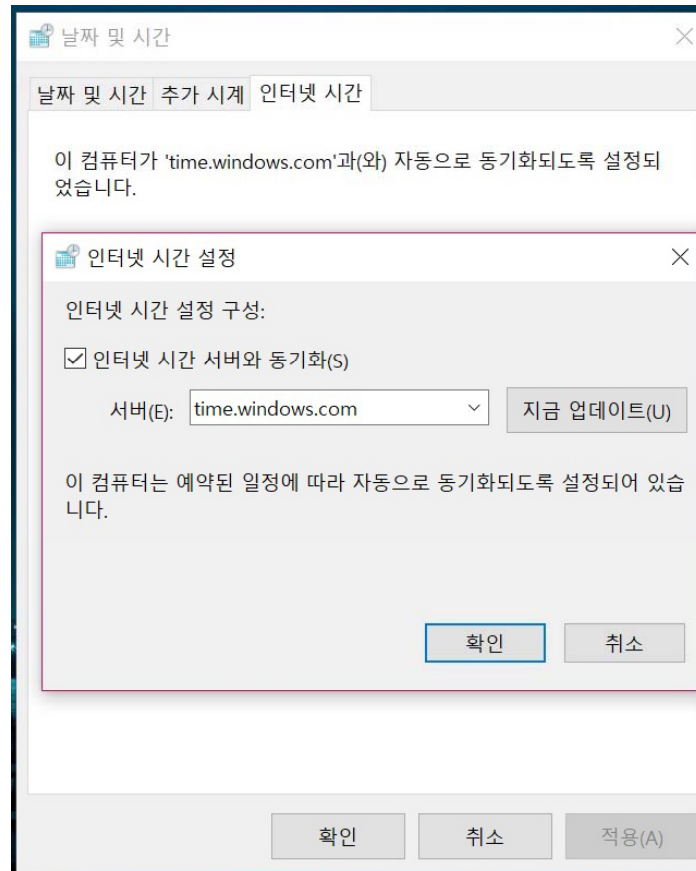 날짜 및 시간
날짜 및 시간 추가 시계 인터넷 시간
이 컴퓨터가 'time.windows.com'과(와) 자동으로 동기화되도록 설정되
었습니다.
인터넷 시간 설정
인터넷 시간 설정 구성:
인터넷 시간 서버와 동기화(S)
서버(E): time.windows.com 지금 업데이트(U)
이 컴퓨터는 예약된 일정에 따라 자동으로 동기화되도록 설정되어 있습
니다.
확인 취소
확인 취소 적용(A)